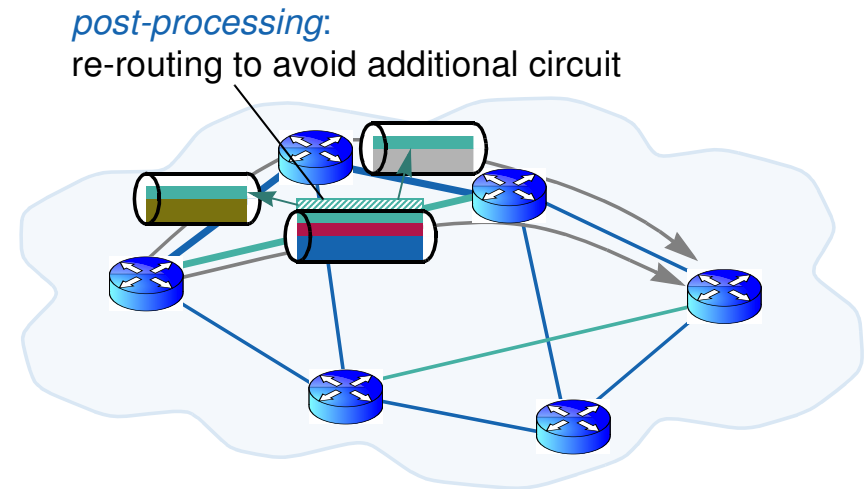 post-processing:
re-routing to avoid additional circuit